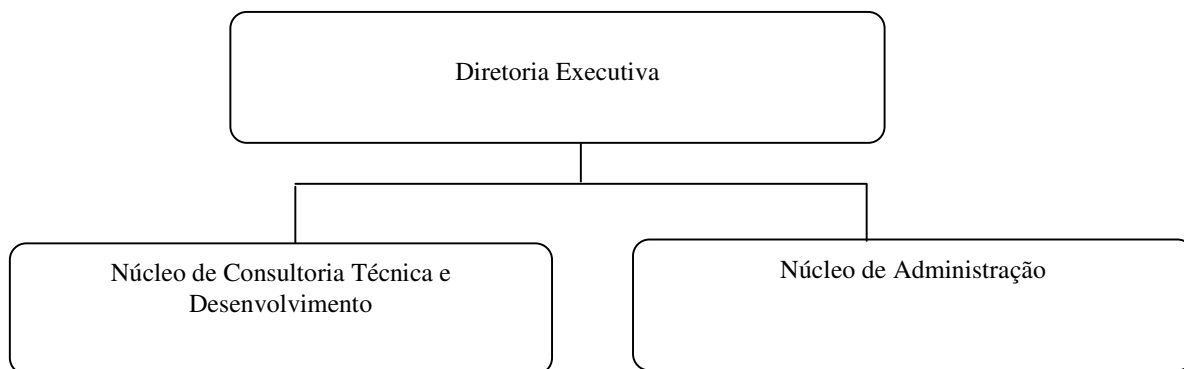 Diretoria Executiva
Núcleo de Consultoria Técnica e
Desenvolvimento
Núcleo de Administração